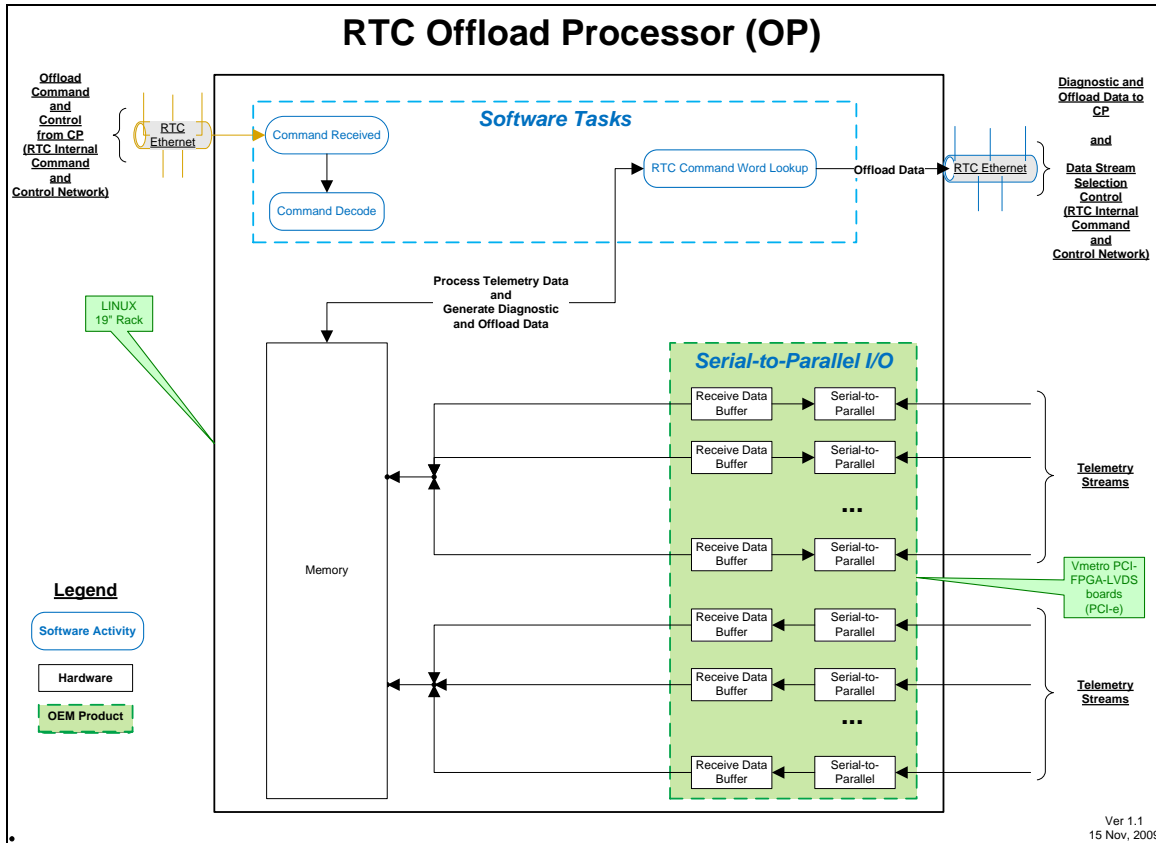 RTC Offload Processor (OP)
Offload
Command
and
Control
from CP
(RTC Internal
Command
and
Control Network)
RTC
Ethernet
Software Tasks
Command Received
Command Decode
RTC Command Word Lookup
Offload Data
RTC Ethernet
Diagnostic and
Offload Data to
CP
and
Data Stream
Selection
Control
(RTC Internal
Command
and
Control Network)
Process Telemetry Data
and
Generate Diagnostic
and Offload Data
LINUX
19" Rack
Memory
Serial-to-Parallel I/O
Receive Data
Buffer
Serial-to-
Parallel
Receive Data
Buffer
Serial-to-
Parallel
...
Receive Data
Buffer
Serial-to-
Parallel
Telemetry
Streams
Vmetro PCI-
FPGA-LVDS
boards
(PCI-e)
Receive Data
Buffer
Serial-to-
Parallel
Receive Data
Buffer
Serial-to-
Parallel
...
Receive Data
Buffer
Serial-to-
Parallel
Telemetry
Streams
Legend
Software Activity
Hardware
OEM Product
Ver 1.1
15 Nov, 2009